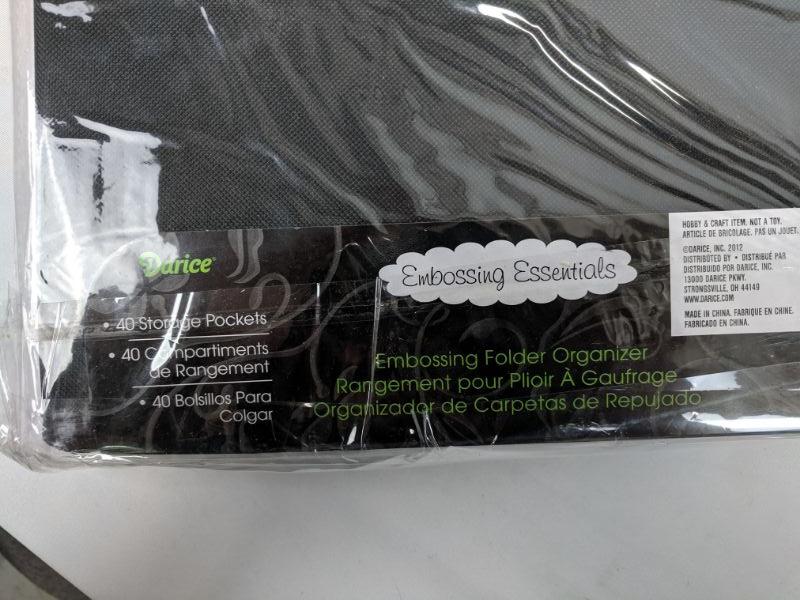 Darice
Embossing Essentials
• 40 Storage Pockets
• 40 Compartiments
de Rangement
• 40 Bolsillos Para
Colgar
Embossing Folder Organizer
Rangement pour Plioir À Gaufrage
Organizador de Carpetas de Repujado
HOBBY & CRAFT ITEM. NOT A TOY.
ARTICLE DE BRICOLAGE. PAS UN JOUET.
©DARICE, INC. 2012
DISTRIBUTED BY • DISTRIBUÉ PAR
DISTRIBUIDO POR DARICE, INC.
13000 DARICE PKWY.
STRONGSVILLE, OH 44149
WWW.DARICE.COM
MADE IN CHINA. FABRIQUE EN CHINE.
FABRICADO EN CHINA.